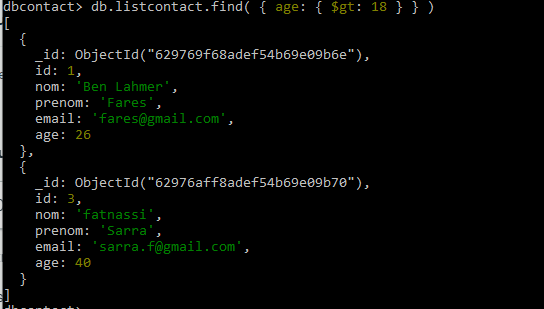 dbcontact> db.listcontact.find( { age: { $gt: 18 } } )
[
  {
    _id: ObjectId("629769f68adef54b69e09b6e"),
    id: 1,
    nom: 'Ben Lahmer',
    prenom: 'Fares',
    email: 'fares@gmail.com',
    age: 26
  },
  {
    _id: ObjectId("62976aff8adef54b69e09b70"),
    id: 3,
    nom: 'fatnassi',
    prenom: 'Sarra',
    email: 'sarra.f@gmail.com',
    age: 40
  }
]
dbcontact>